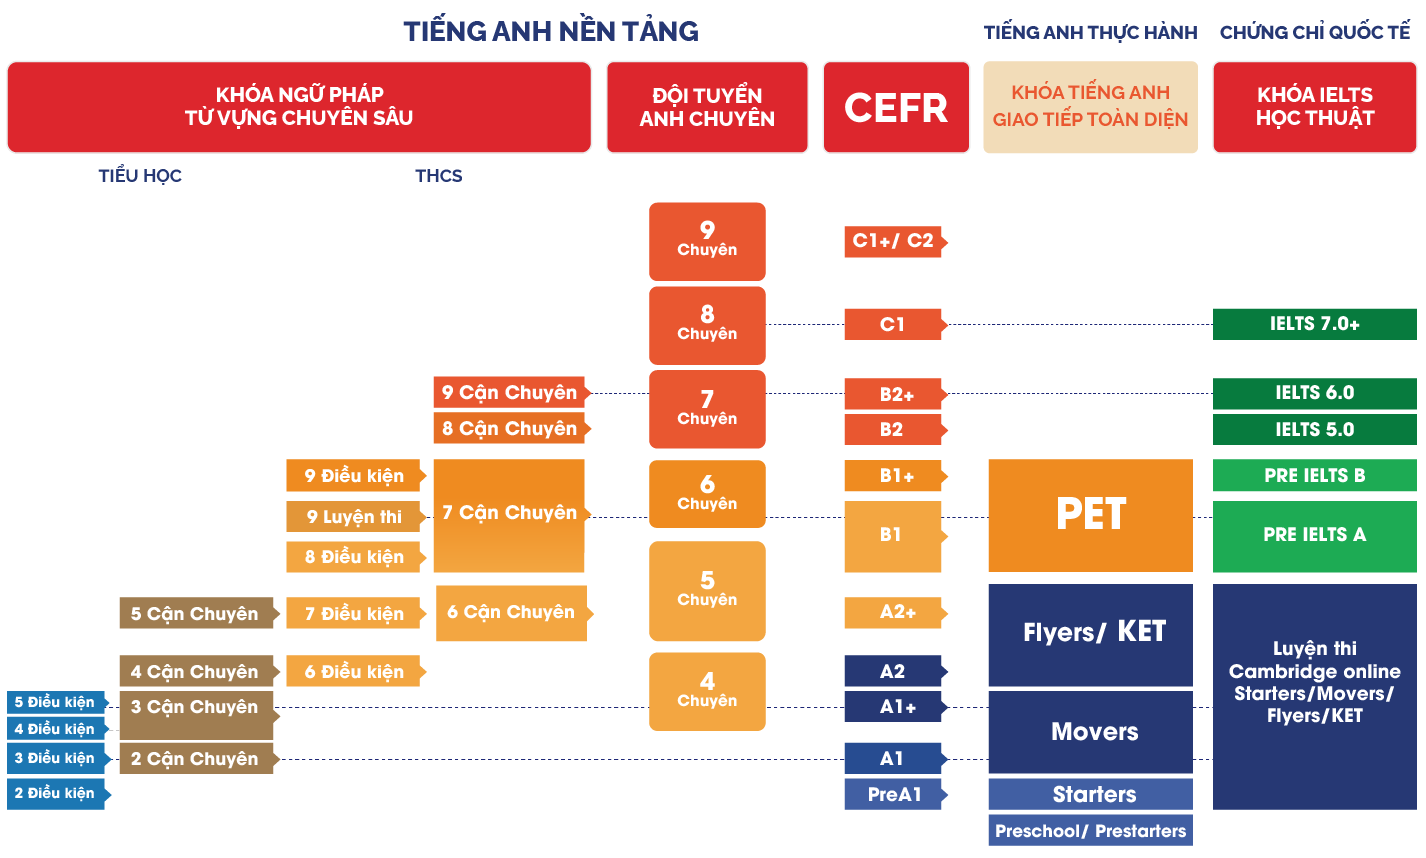 TIẾNG ANH NỀN TẢNG
TIẾNG ANH THỰC HÀNH
CHỨNG CHỈ QUỐC TẾ
KHÓA NGỮ PHÁP
TỪ VỰNG CHUYÊN SÂU
ĐỘI TUYỂN
ANH CHUYÊN
CEFR
KHÓA TIẾNG ANH
GIAO TIẾP TOÀN DIỆN
KHÓA IELTS
HỌC THUẬT
TIỂU HỌC
THCS
9
Chuyên
C1+/ C2
8
Chuyên
C1
IELTS 7.0+
9 Cận Chuyên
7
Chuyên
B2+
IELTS 6.0
8 Cận Chuyên
B2
IELTS 5.0
9 Điều kiện
7 Cận Chuyên
6
Chuyên
B1+
PET
PRE IELTS B
9 Luyện thi
B1
PRE IELTS A
8 Điều kiện
5
Chuyên
5 Cận Chuyên
7 Điều kiện
6 Cận Chuyên
A2+
Flyers/ KET
Luyện thi
Cambridge online
Starters/Movers/
Flyers/KET
4 Cận Chuyên
6 Điều kiện
4
Chuyên
A2
5 Điều kiện
3 Cận Chuyên
A1+
Movers
4 Điều kiện
3 Điều kiện
2 Cận Chuyên
A1
2 Điều kiện
PreA1
Starters
Preschool/ Prestarters